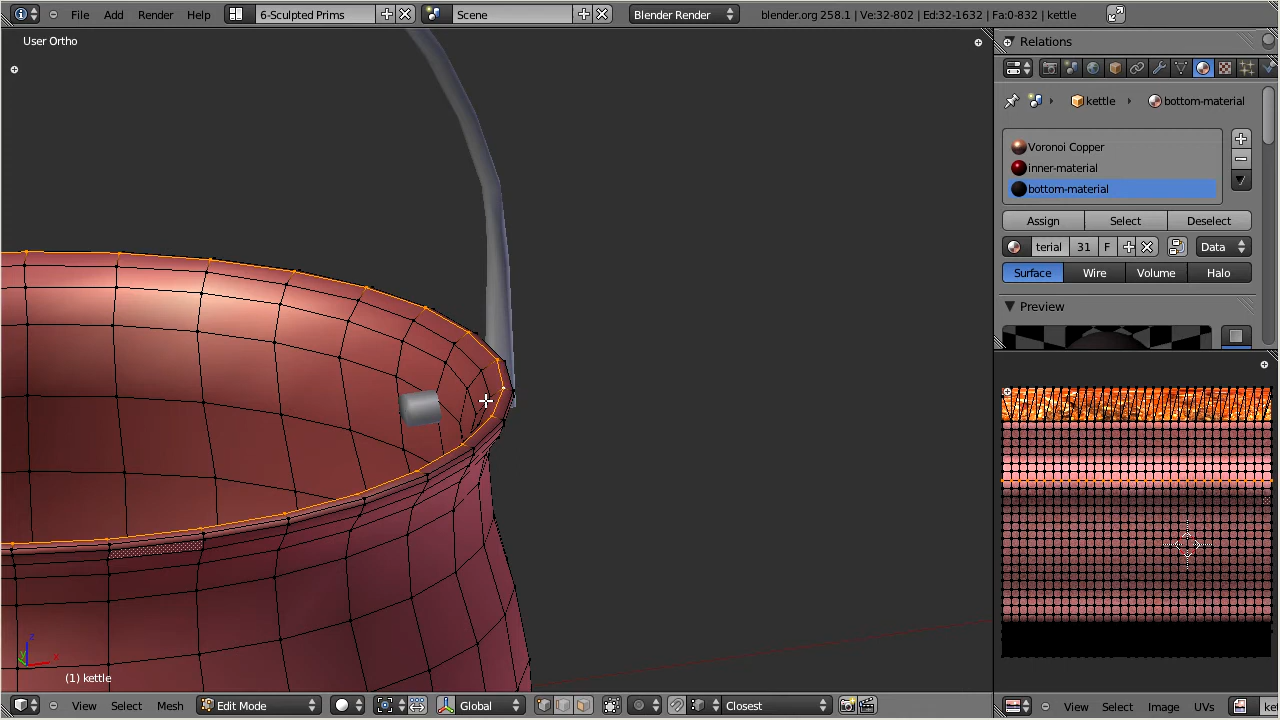 File Add Render Help 6-Sculpted Prims Scene Blender Render blender.org 258.1 | Ve:32-802 | Ed:32-1632 | Fa:0-832 | kettle
User Ortho
Relations
kettle bottom-material
Voronoi Copper
inner-material
bottom-material
Assign Select Deselect
terial 31 F Data
Surface Wire Volume Halo
Preview
z
y x
(1) kettle
View Select Mesh Edit Mode Global Closest View Select Image UVs ke